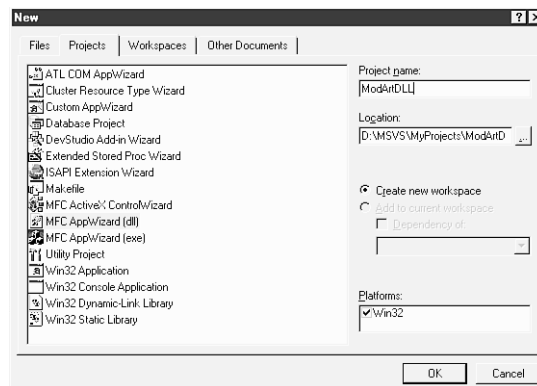 New
Files Projects Workspaces Other Documents
ATL COM AppWizard
Cluster Resource Type Wizard
Custom AppWizard
Database Project
DevStudio Add-in Wizard
Extended Stored Proc Wizard
ISAPI Extension Wizard
Makefile
MFC ActiveX ControlWizard
MFC AppWizard (dll)
MFC AppWizard (exe)
Utility Project
Win32 Application
Win32 Console Application
Win32 Dynamic-Link Library
Win32 Static Library
Project name:
ModArtDLL
Location:
D:\MSVS\MyProjects\ModArtD
...
Create new workspace
Add to current workspace
Dependency of:
Platforms:
Win32
OK Cancel